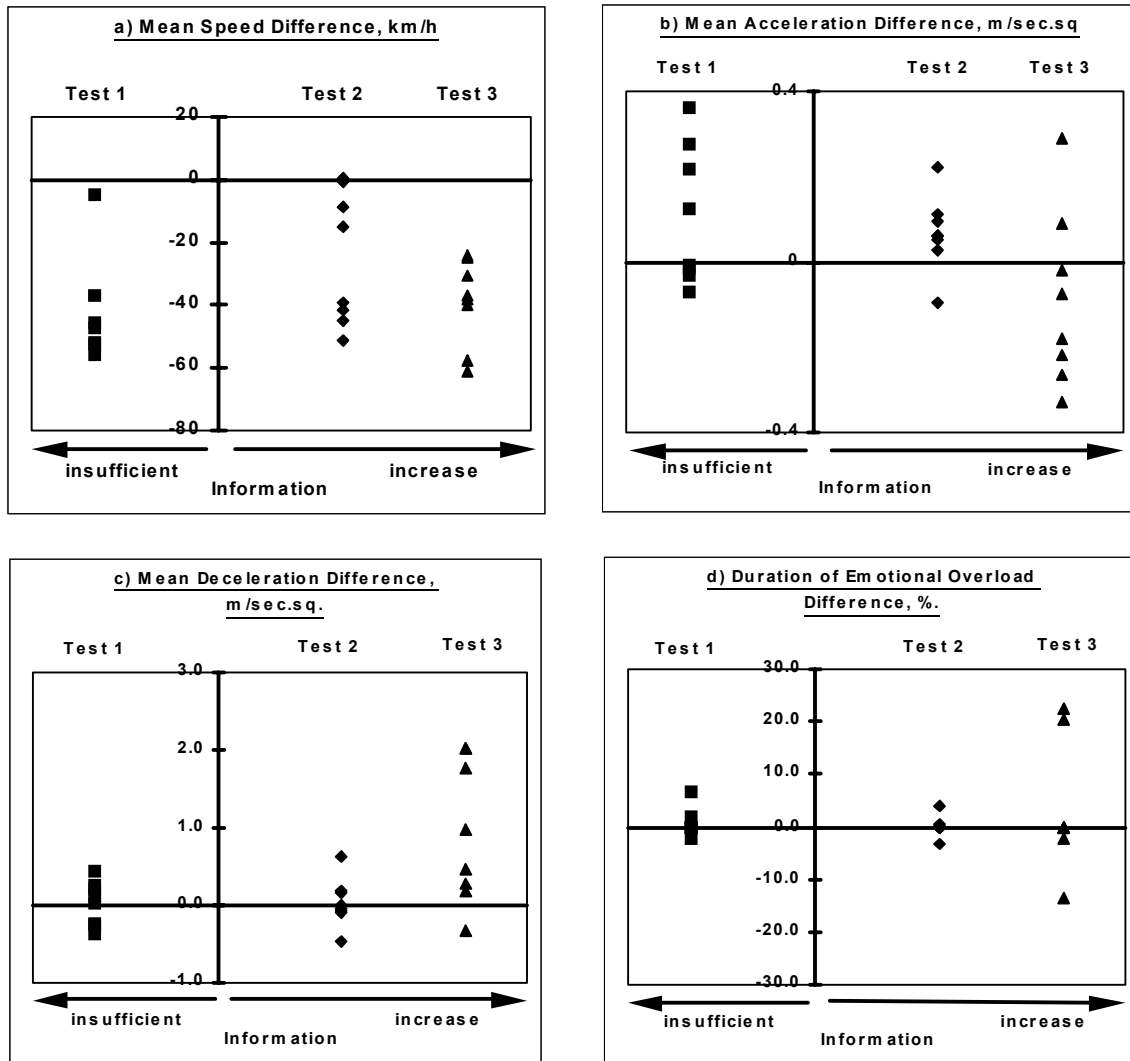 a) Mean Speed Difference, km/h
Test 1 Test 2 Test 3
20
0
-20
-40
-60
-80
insufficient increase
Information
b) Mean Acceleration Difference, m/sec.sq
Test 1 Test 2 Test 3
0.4
0
-0.4
insufficient increase
Information
c) Mean Deceleration Difference,
m/sec.sq.
Test 1 Test 2 Test 3
3.0
2.0
1.0
0.0
-1.0
insufficient increase
Information
d) Duration of Emotional Overload
Difference, %.
Test 1 Test 2 Test 3
30.0
20.0
10.0
0.0
-10.0
-20.0
-30.0
insufficient increase
Information